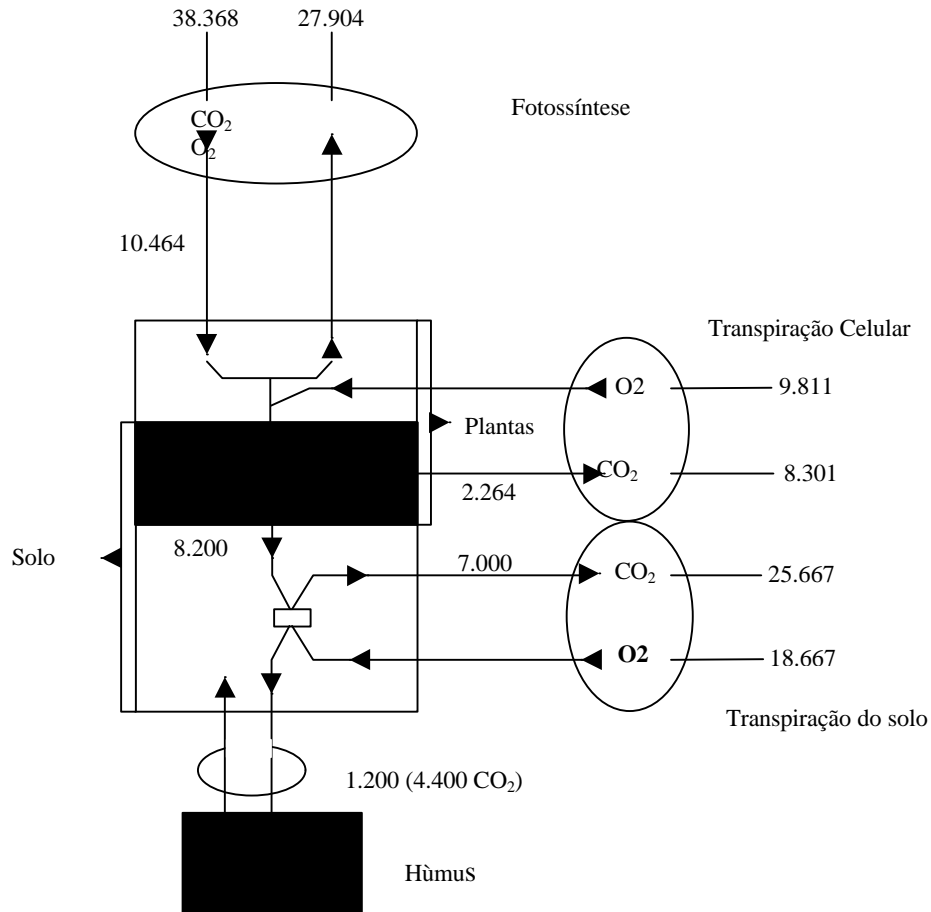 38.368 27.904
Fotossíntese
CO₂
O₂
10.464
Transpiração Celular
O2 9.811
Plantas
CO₂ 8.301
2.264
8.200
Solo
7.000 CO₂ 25.667
O2 18.667
Transpiração do solo
1.200 (4.400 CO₂)
Hùmus